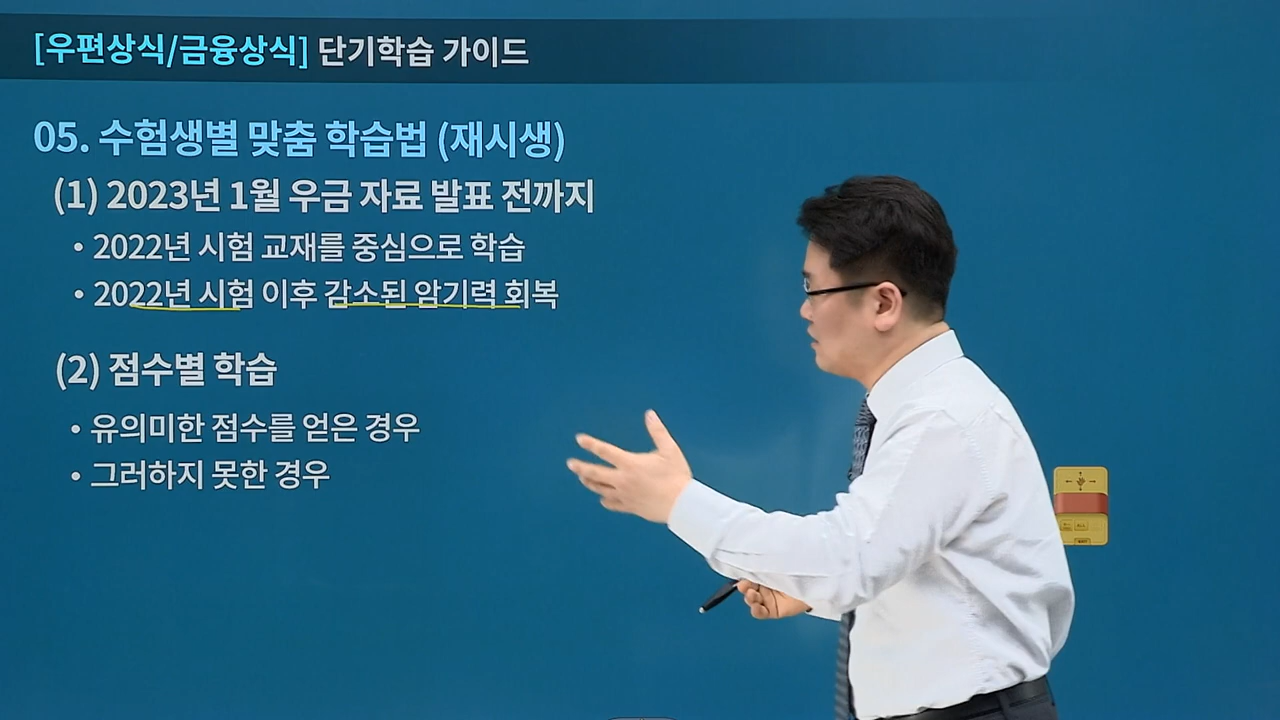 [우편상식/금융상식] 단기학습 가이드
05. 수험생별 맞춤 학습법 (재시생)
(1) 2023년 1월 우금 자료 발표 전까지
• 2022년 시험 교재를 중심으로 학습
• 2022년 시험 이후 감소된 암기력 회복
(2) 점수별 학습
• 유의미한 점수를 얻은 경우
• 그러하지 못한 경우